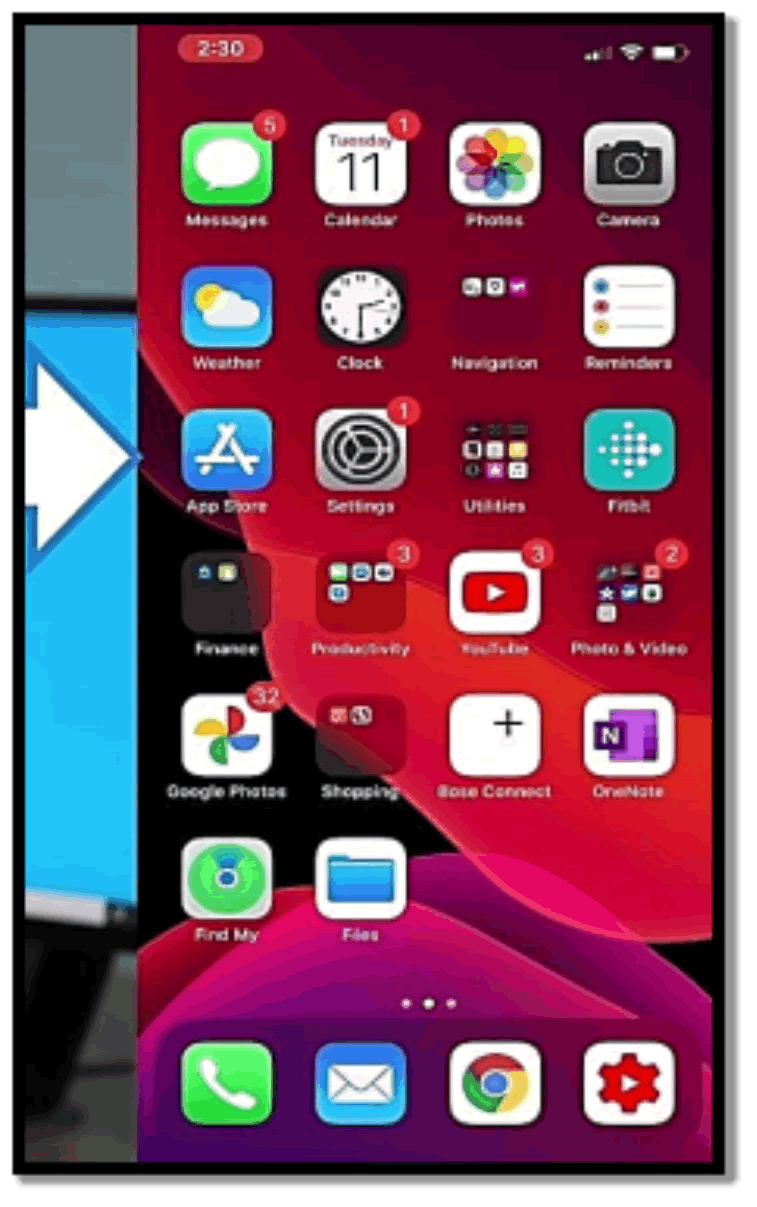 2:30
5
1
Tuesday
11
Messages
Calendar
Photos
Camera
Weather
Clock
Navigation
Reminders
1
App Store
Settings
Utilities
Fitbit
3
3
2
Finance
Productivity
YouTube
Photo & Video
32
N
Google Photos
Shopping
Bose Connect
OneNote
Find My
Files